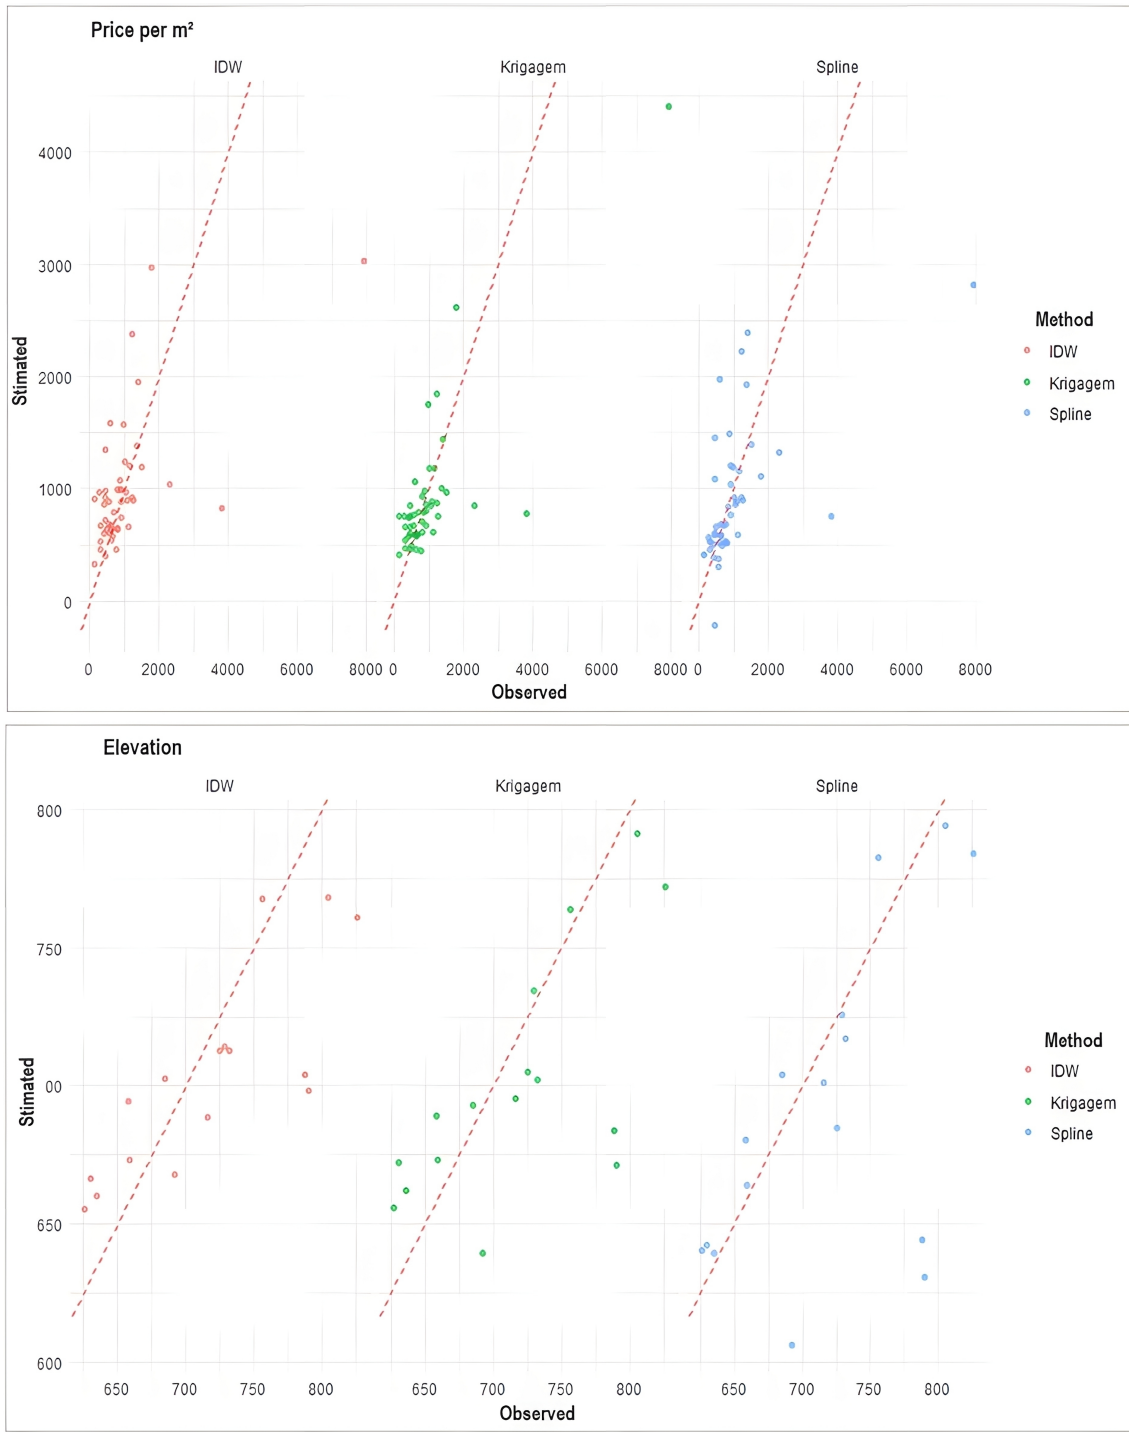 Price per m²
IDW Krigagem Spline
4000
3000
2000
1000
0
Stimated
0 2000 4000 6000 8000 0 2000 4000 6000 8000 0 2000 4000 6000 8000
Observed
Method
IDW
Krigagem
Spline
Elevation
IDW Krigagem Spline
800
750
00
650
600
Stimated
650 700 750 800 650 700 750 800 650 700 750 800
Observed
Method
IDW
Krigagem
Spline